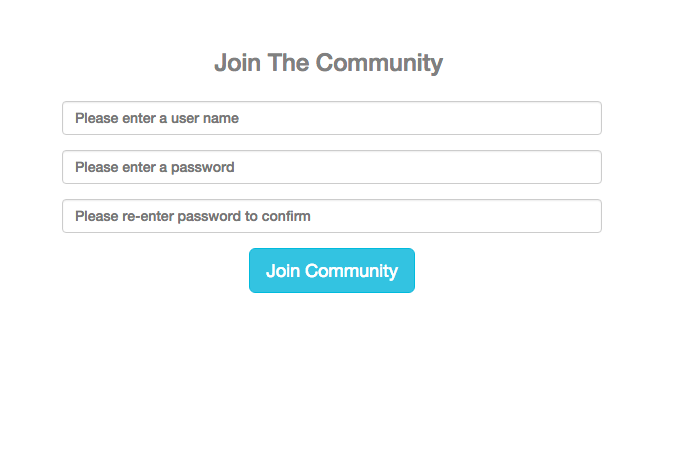 Join The Community
Please enter a user name
Please enter a password
Please re-enter password to confirm
Join Community